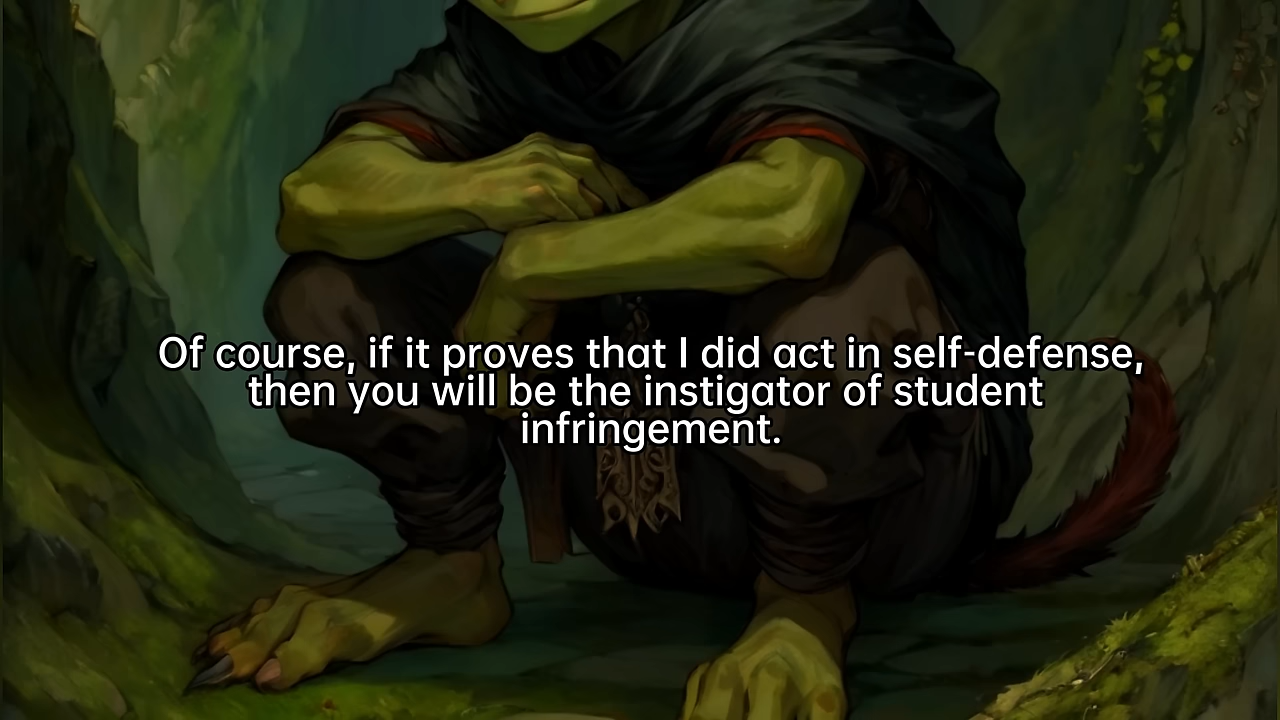 Of course, if it proves that I did act in self-defense,
then you will be the instigator of student
infringement.